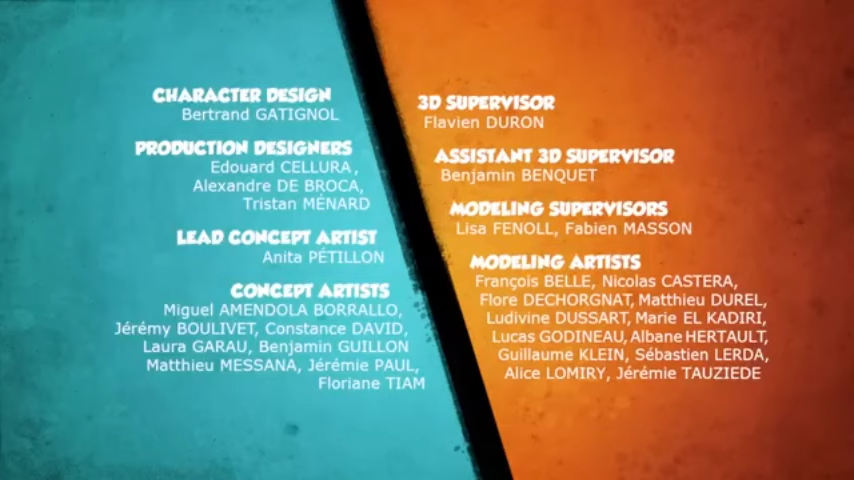 CHARACTER DESIGN
Bertrand GATIGNOL
PRODUCTION DESIGNERS
Edouard CELLURA,
Alexandre DE BROCA,
Tristan MÉNARD
LEAD CONCEPT ARTIST
Anita PÉTILLON
CONCEPT ARTISTS
Miguel AMENDOLA BORRALLO,
Jérémy BOULIVET, Constance DAVID,
Laura GARAU, Benjamin GUILLON
Matthieu MESSANA, Jérémie PAUL,
Floriane TIAM
3D SUPERVISOR
Flavien DURON
ASSISTANT 3D SUPERVISOR
Benjamin BENQUET
MODELING SUPERVISORS
Lisa FENOLL, Fabien MASSON
MODELING ARTISTS
François BELLE, Nicolas CASTERA,
Flore DECHORGNAT, Matthieu DUREL,
Ludivine DUSSART, Marie EL KADIRI,
Lucas GODINEAU, Albane HERTAULT,
Guillaume KLEIN, Sébastien LERDA,
Alice LOMIRY, Jérémie TAUZIEDE